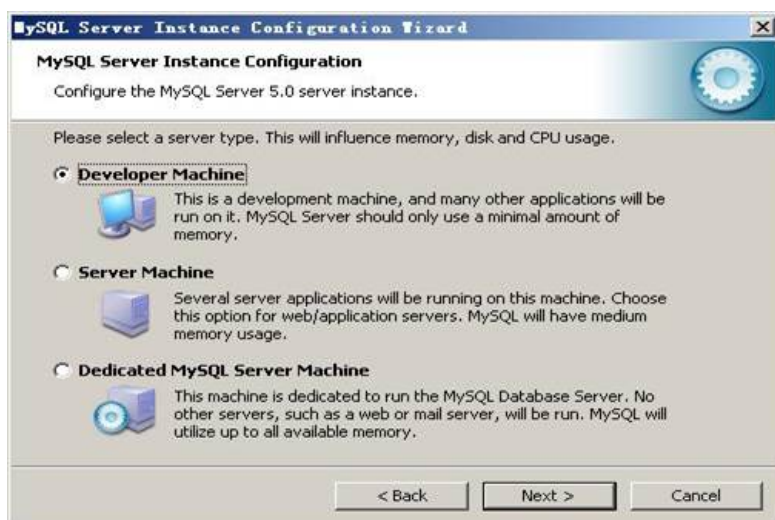 MySQL Server Instance Configuration Wizard
MySQL Server Instance Configuration
Configure the MySQL Server 5.0 server instance.
Please select a server type. This will influence memory, disk and CPU usage.
Developer Machine
This is a development machine, and many other applications will be
run on it. MySQL Server should only use a minimal amount of
memory.
Server Machine
Several server applications will be running on this machine. Choose
this option for web/application servers. MySQL will have medium
memory usage.
Dedicated MySQL Server Machine
This machine is dedicated to run the MySQL Database Server. No
other servers, such as a web or mail server, will be run. MySQL will
utilize up to all available memory.
< Back
Next >
Cancel